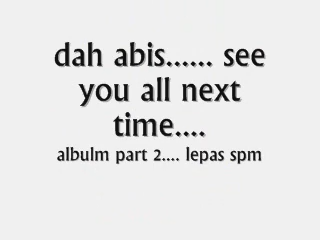 dah abis...... see
you all next
time....
albulm part 2.... lepas spm